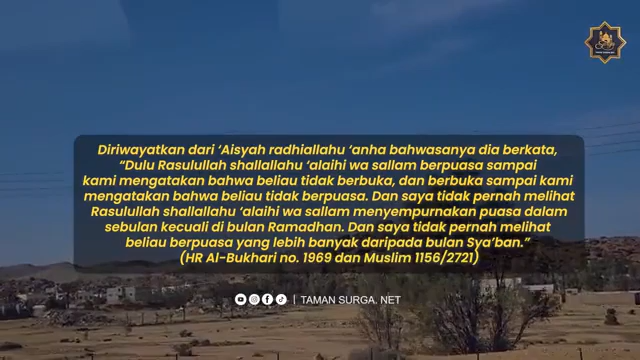 Diriwayatkan dari ‘Aisyah radhiallahu ‘anha bahwasanya dia berkata,
“Dulu Rasulullah shallallahu ‘alaihi wa sallam berpuasa sampai
kami mengatakan bahwa beliau tidak berbuka, dan berbuka sampai kami
mengatakan bahwa beliau tidak berpuasa. Dan saya tidak pernah melihat
Rasulullah shallallahu ‘alaihi wa sallam menyempurnakan puasa dalam
sebulan kecuali di bulan Ramadhan. Dan saya tidak pernah melihat
beliau berpuasa yang lebih banyak daripada bulan Sya’ban.”
(HR Al-Bukhari no. 1969 dan Muslim 1156/2721)
| TAMAN SURGA. NET